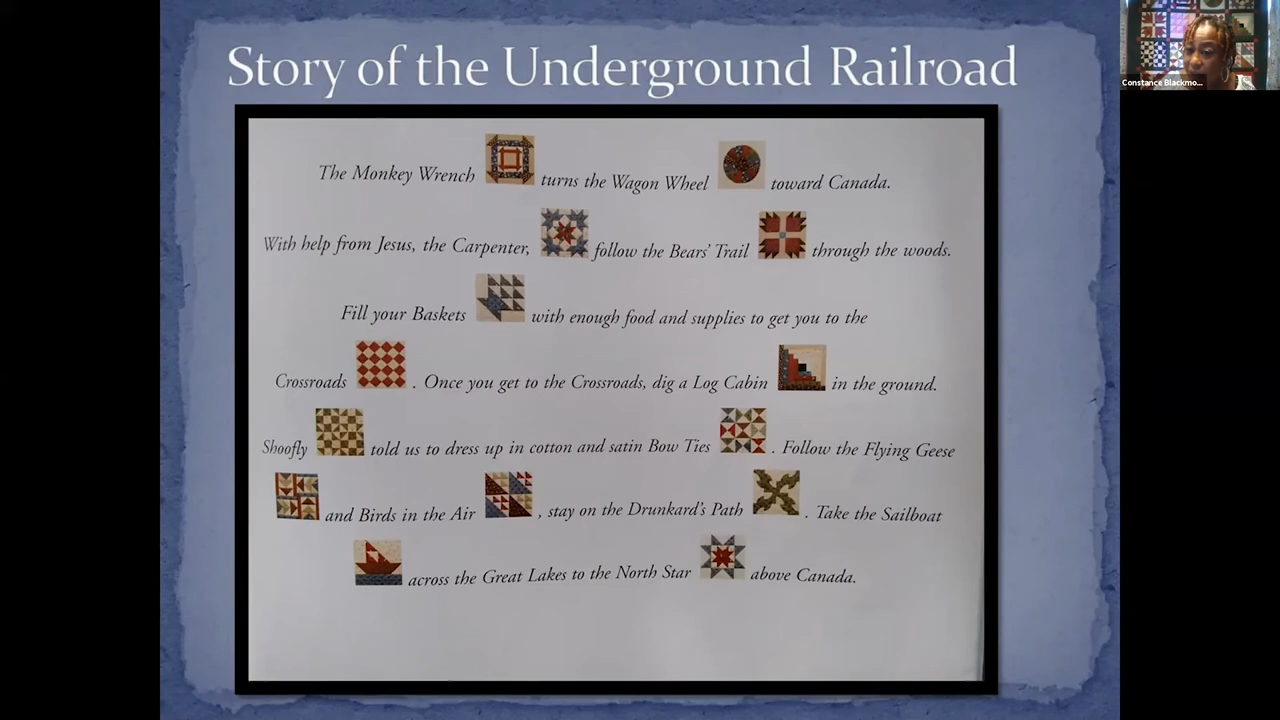 Story of the Underground Railroad
Constance Blackmo...
The Monkey Wrench turns the Wagon Wheel toward Canada.
With help from Jesus, the Carpenter, follow the Bears' Trail through the woods.
Fill your Baskets with enough food and supplies to get you to the
Crossroads . Once you get to the Crossroads, dig a Log Cabin in the ground.
Shoofly told us to dress up in cotton and satin Bow Ties . Follow the Flying Geese
and Birds in the Air , stay on the Drunkard's Path . Take the Sailboat
across the Great Lakes to the North Star above Canada.